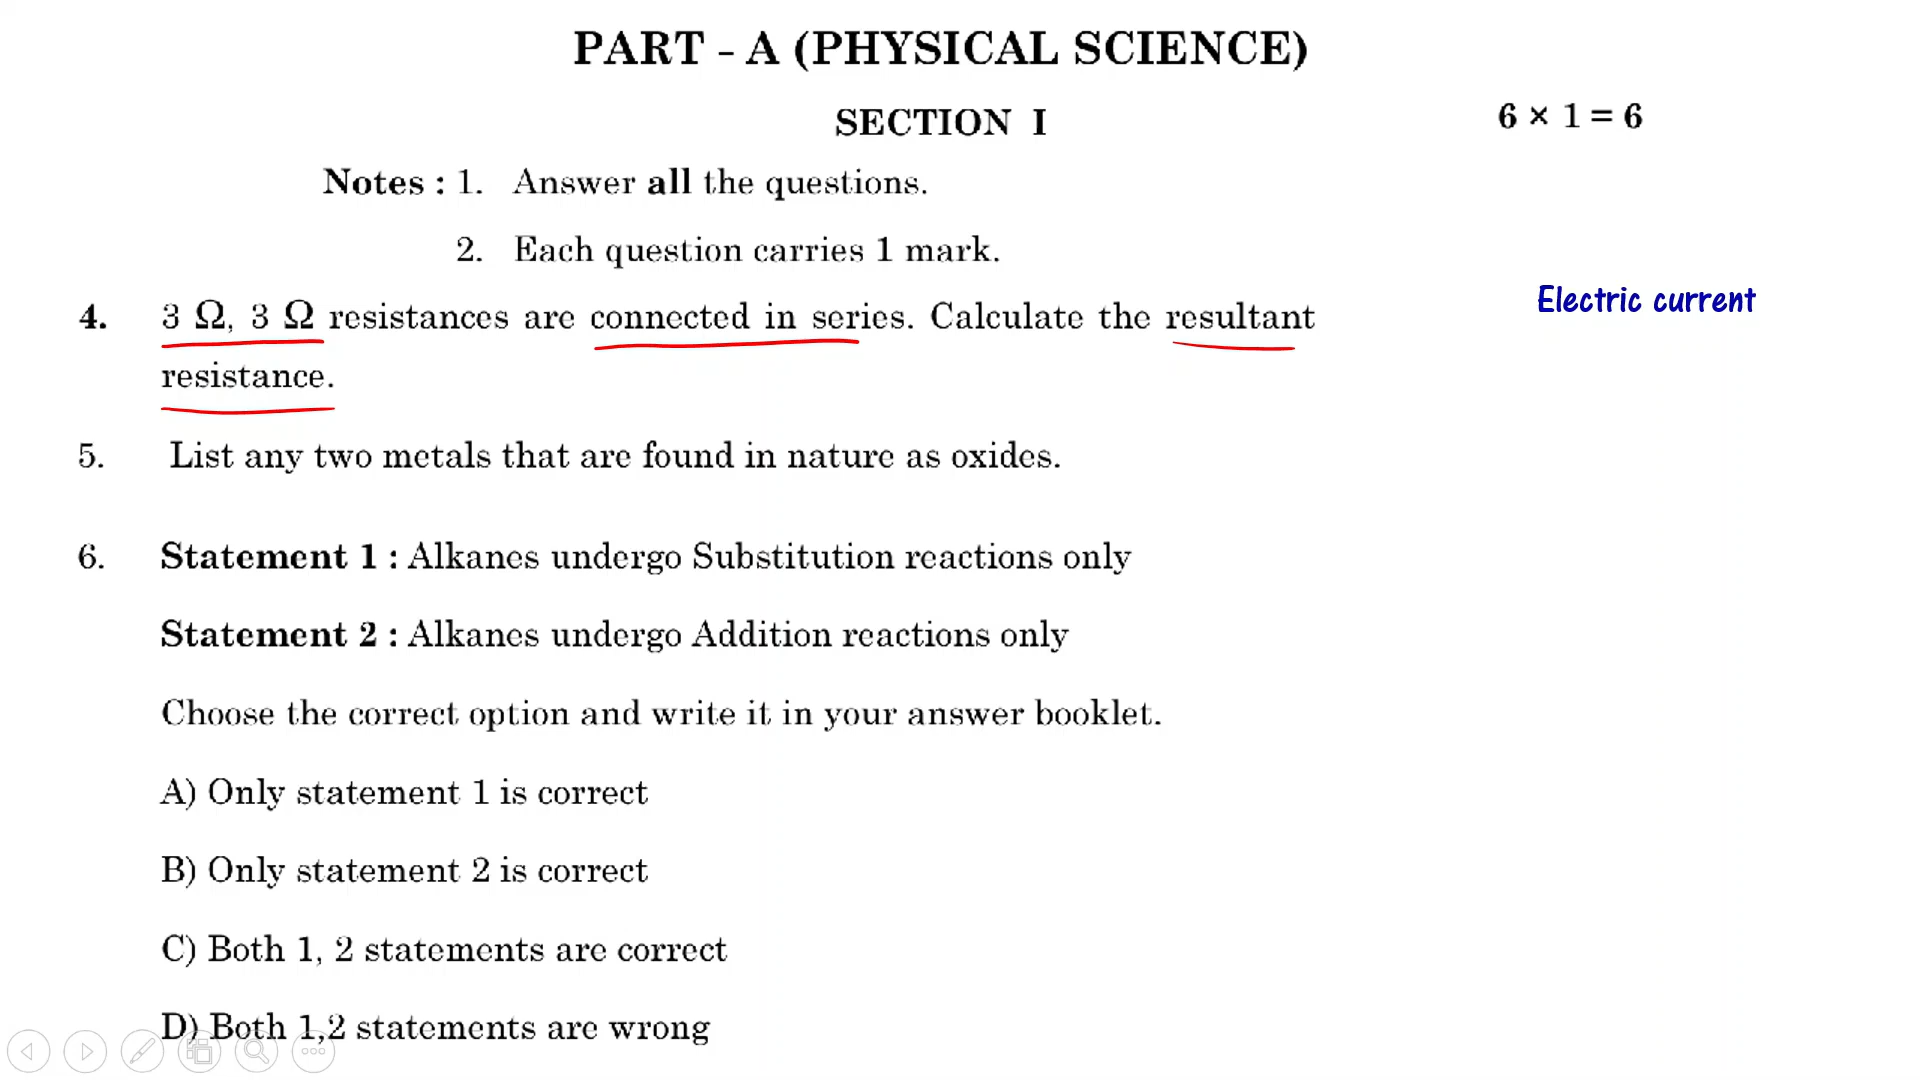 PART - A (PHYSICAL SCIENCE)
SECTION I
6 × 1 = 6
Notes : 1. Answer all the questions.
2. Each question carries 1 mark.
Electric current
4. 3 Ω, 3 Ω resistances are connected in series. Calculate the resultant
resistance.
5. List any two metals that are found in nature as oxides.
6. Statement 1 : Alkanes undergo Substitution reactions only
Statement 2 : Alkanes undergo Addition reactions only
Choose the correct option and write it in your answer booklet.
A) Only statement 1 is correct
B) Only statement 2 is correct
C) Both 1, 2 statements are correct
D) Both 1,2 statements are wrong